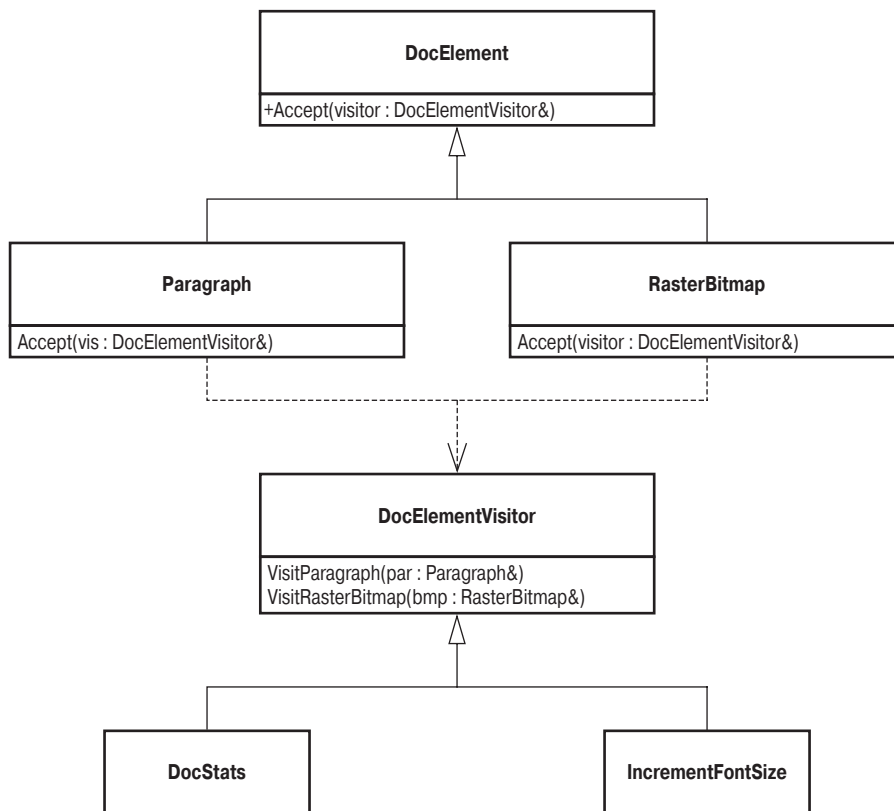 DocElement
+Accept(visitor : DocElementVisitor&)
Paragraph
Accept(vis : DocElementVisitor&)
RasterBitmap
Accept(visitor : DocElementVisitor&)
DocElementVisitor
VisitParagraph(par : Paragraph&)
VisitRasterBitmap(bmp : RasterBitmap&)
DocStats
IncrementFontSize